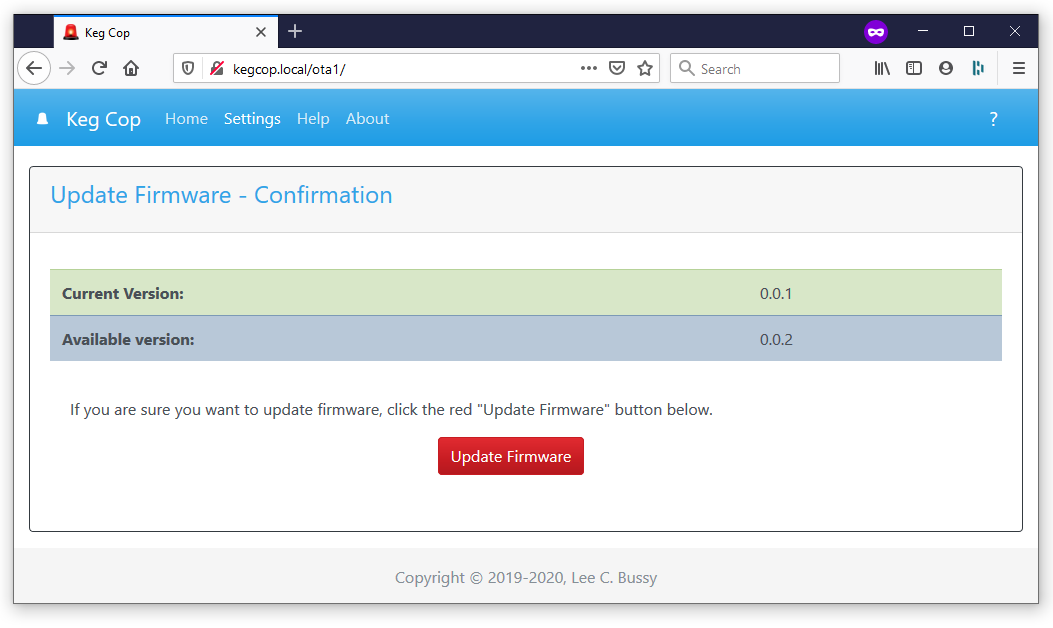 Keg Cop
kegcop.local/ota1/
Search
Keg Cop Home Settings Help About ?
Update Firmware - Confirmation
Current Version: 0.0.1
Available version: 0.0.2
If you are sure you want to update firmware, click the red "Update Firmware" button below.
Update Firmware
Copyright © 2019-2020, Lee C. Bussy